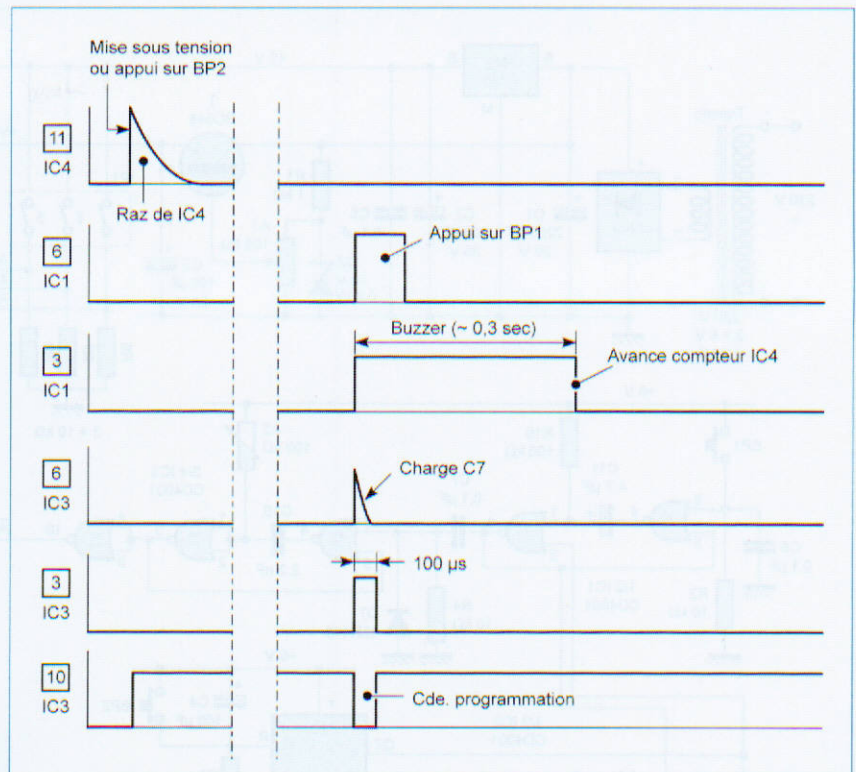 Mise sous tension
ou appui sur BP2
11
IC4
Raz de IC4
6
IC1
Appui sur BP1
3
IC1
Buzzer (~ 0,3 sec)
Avance compteur IC4
6
IC3
Charge C7
3
IC3
100 µs
10
IC3
Cde. programmation